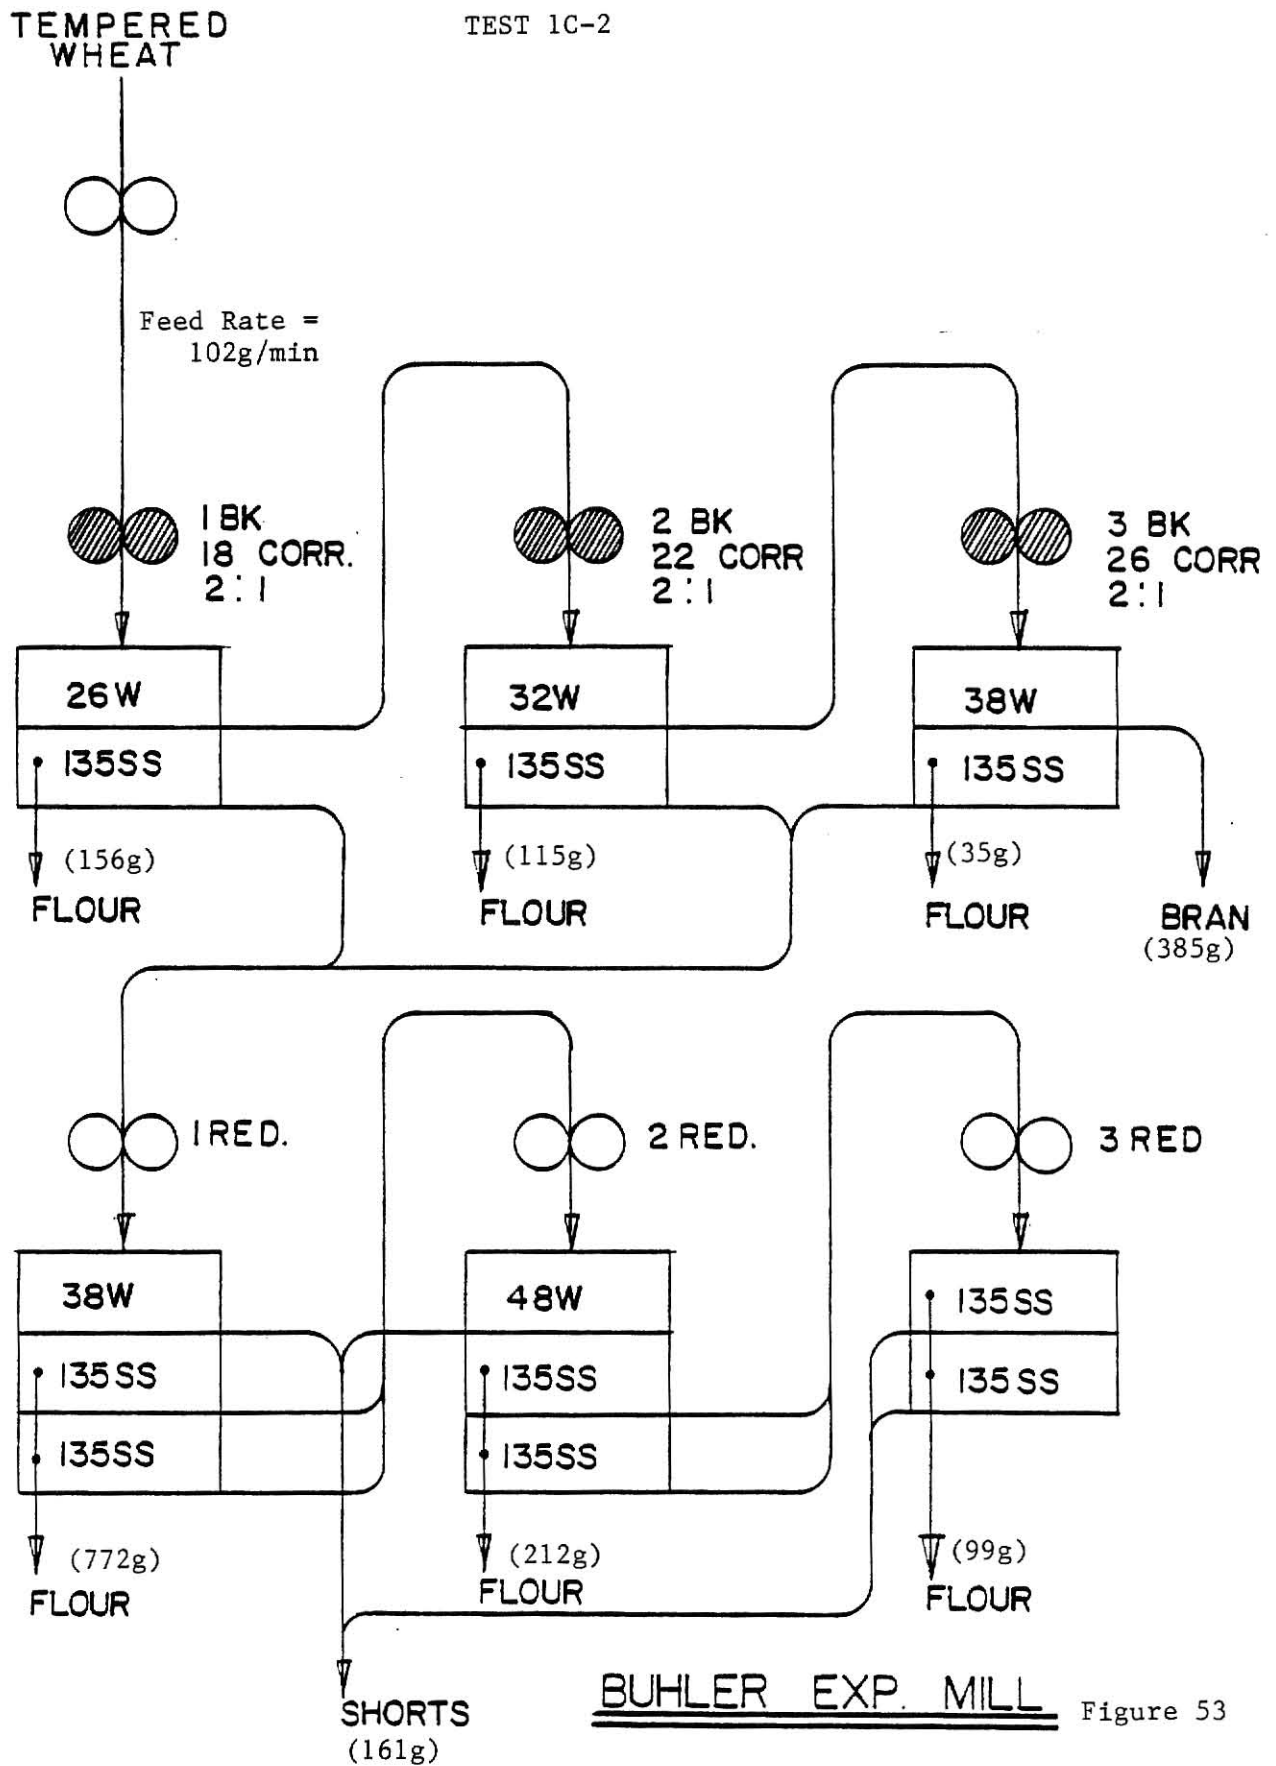 TEMPERED
WHEAT
TEST 1C-2
Feed Rate =
102g/min
1 BK
18 CORR.
2:1
2 BK
22 CORR
2:1
3 BK
26 CORR
2:1
26W
135SS
32W
135SS
38W
135SS
(156g)
FLOUR
(115g)
FLOUR
(35g)
FLOUR
BRAN
(385g)
1 RED.
2 RED.
3 RED
38W
135SS
135SS
48W
135SS
135SS
135SS
135SS
(772g)
FLOUR
(212g)
FLOUR
(99g)
FLOUR
SHORTS
(161g)
BUHLER EXP. MILL
Figure 53